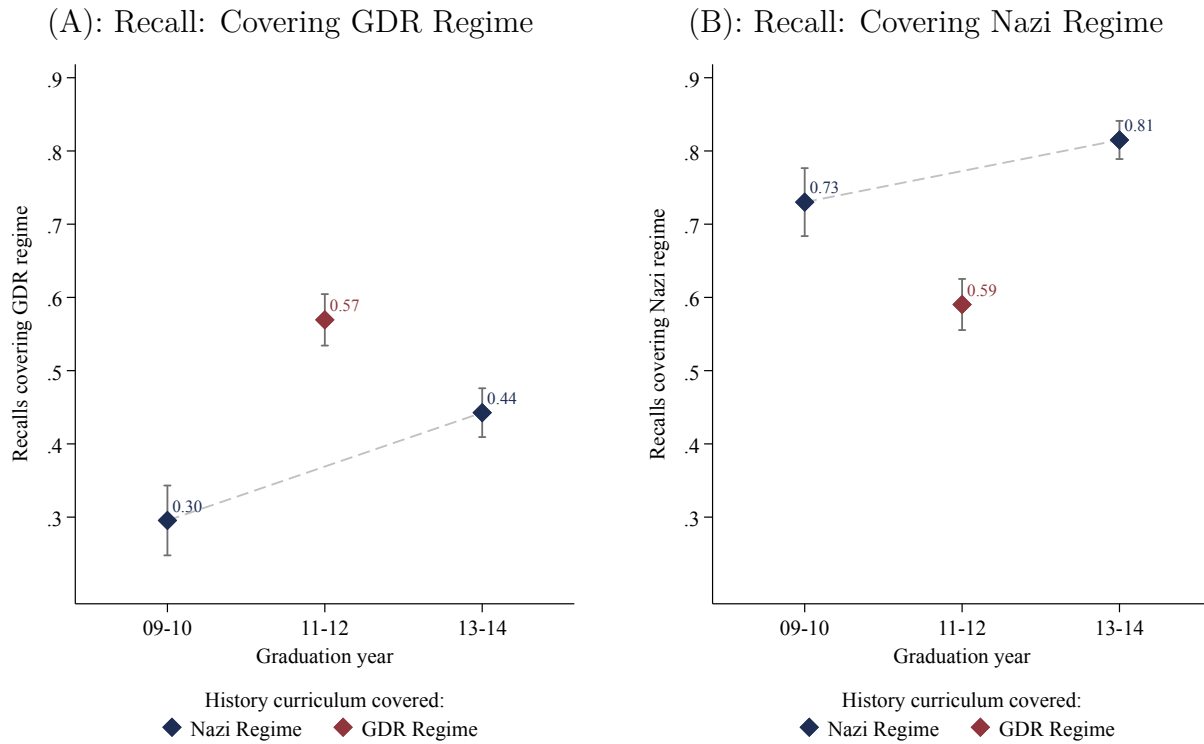 (A): Recall: Covering GDR Regime
Recalls covering GDR regime
.9
.8
.7
.6
.5
.4
.3
0.30
0.57
0.44
09-10
11-12
13-14
Graduation year
History curriculum covered:
Nazi Regime
GDR Regime
(B): Recall: Covering Nazi Regime
Recalls covering Nazi regime
.9
.8
.7
.6
.5
.4
.3
0.73
0.59
0.81
09-10
11-12
13-14
Graduation year
History curriculum covered:
Nazi Regime
GDR Regime